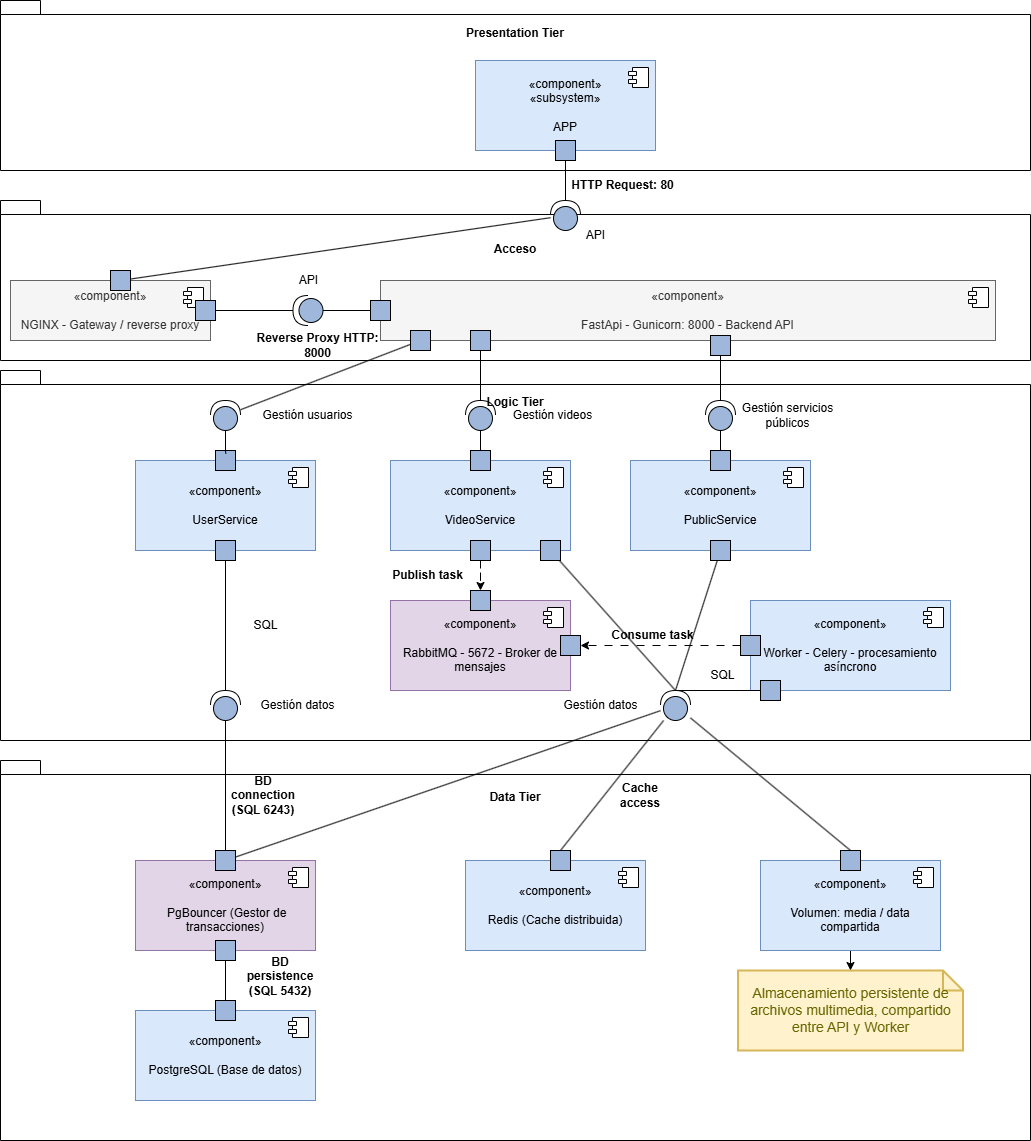 Presentation Tier
«component»
«subsystem»
APP
HTTP Request: 80
API
Acceso
«component»
NGINX - Gateway / reverse proxy
API
Reverse Proxy HTTP:
8000
«component»
FastApi - Gunicorn: 8000 - Backend API
Logic Tier
Gestión usuarios
Gestión videos
Gestión servicios
públicos
«component»
UserService
«component»
VideoService
«component»
PublicService
Publish task
SQL
«component»
RabbitMQ - 5672 - Broker de
mensajes
Consume task
«component»
Worker - Celery - procesamiento
asíncrono
SQL
Gestión datos
Gestión datos
BD
connection
(SQL 6243)
Data Tier
Cache
access
«component»
PgBouncer (Gestor de
transacciones)
«component»
Redis (Cache distribuida)
«component»
Volumen: media / data
compartida
BD
persistence
(SQL 5432)
Almacenamiento persistente de
archivos multimedia, compartido
entre API y Worker
«component»
PostgreSQL (Base de datos)